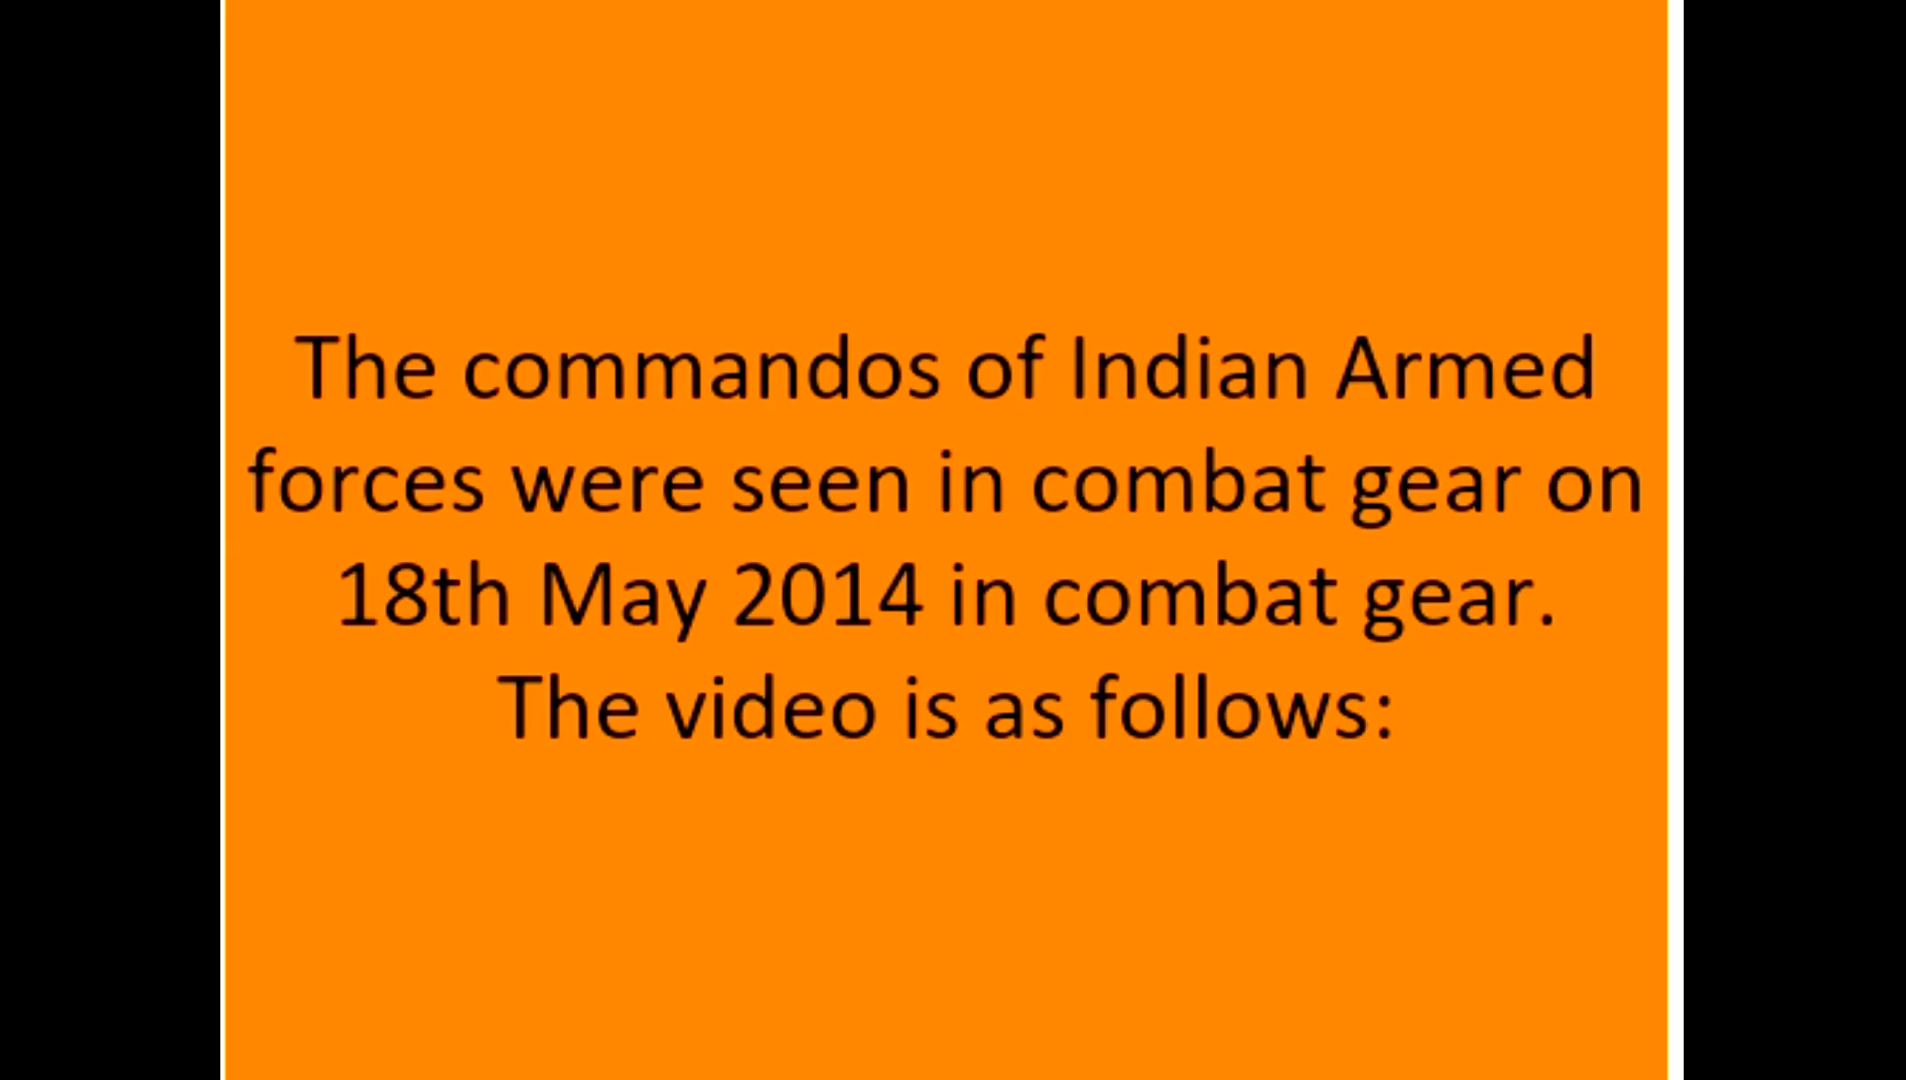 The commandos of Indian Armed
forces were seen in combat gear on
18th May 2014 in combat gear.
The video is as follows: